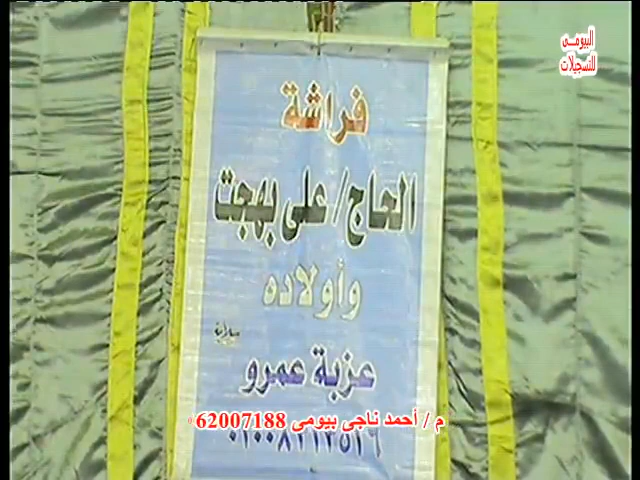 البيومى
للتسجيلات
فراشة
الحاج/ على بهجت
وأولاده
عزبة عمرو
م / أحمد ناجى بيومى 62007188